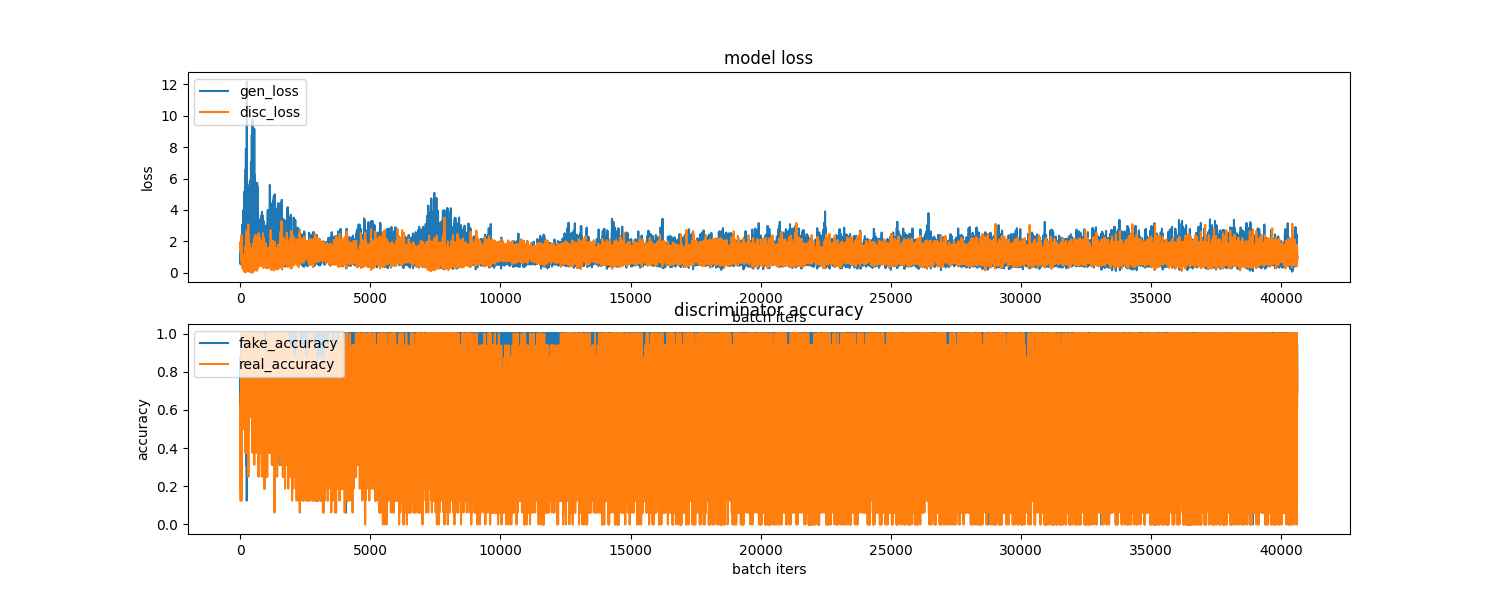 model loss
gen_loss
disc_loss
loss
12
10
8
6
4
2
0
0 5000 10000 15000 20000 25000 30000 35000 40000
batch iters
discriminator accuracy
fake_accuracy
real_accuracy
accuracy
1.0
0.8
0.6
0.4
0.2
0.0
0 5000 10000 15000 20000 25000 30000 35000 40000
batch iters